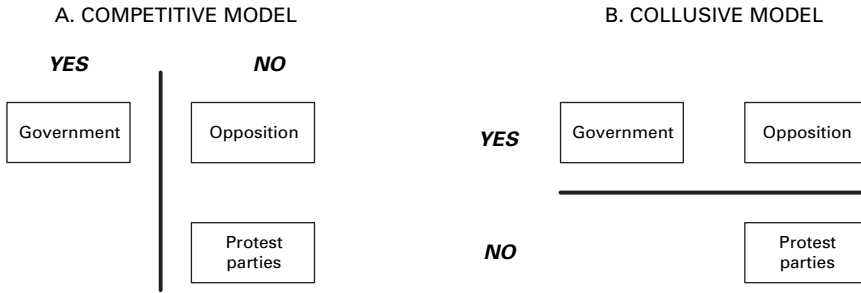 A. COMPETITIVE MODEL
YES
NO
Government
Opposition
Protest
parties
B. COLLUSIVE MODEL
YES
Government
Opposition
NO
Protest
parties